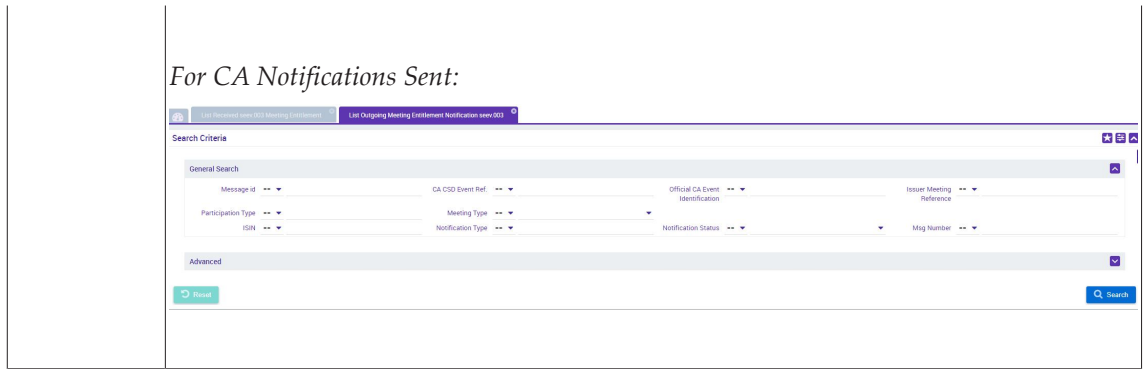 For CA Notifications Sent:
List Received seev.003 Meeting Entitlement
List Outgoing Meeting Entitlement Notification seev.003
Search Criteria
General Search
Message id -- CA CSD Event Ref. -- Official CA Event Identification -- Issuer Meeting Reference --
Participation Type -- Meeting Type --
ISIN -- Notification Type -- Notification Status -- Msg Number --
Advanced
Reset
Search